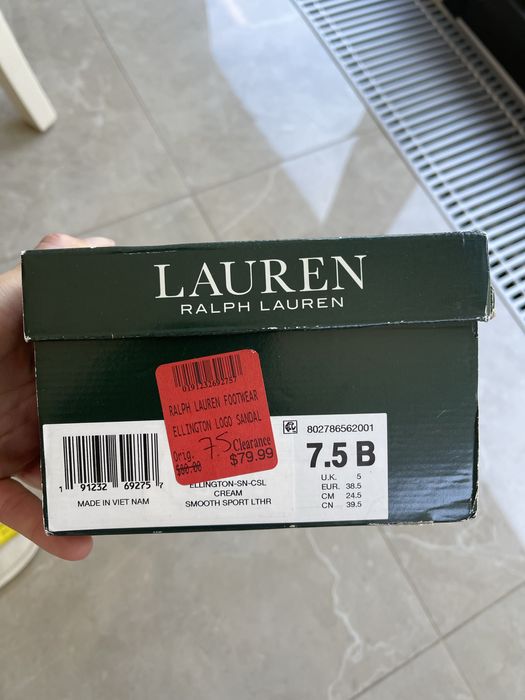 LAUREN
RALPH LAUREN
0191232692757
RALPH LAUREN FOOTWEAR
ELLINGTON LOGO SANDAL
7.5
Orig. Clearance
$79.99
1 91232 69275 7
MADE IN VIET NAM
ELLINGTON-SN-CSL
CREAM
SMOOTH SPORT LTHR
802786562001
7.5 B
U.K. 5
EUR. 38.5
CM 24.5
CN 39.5